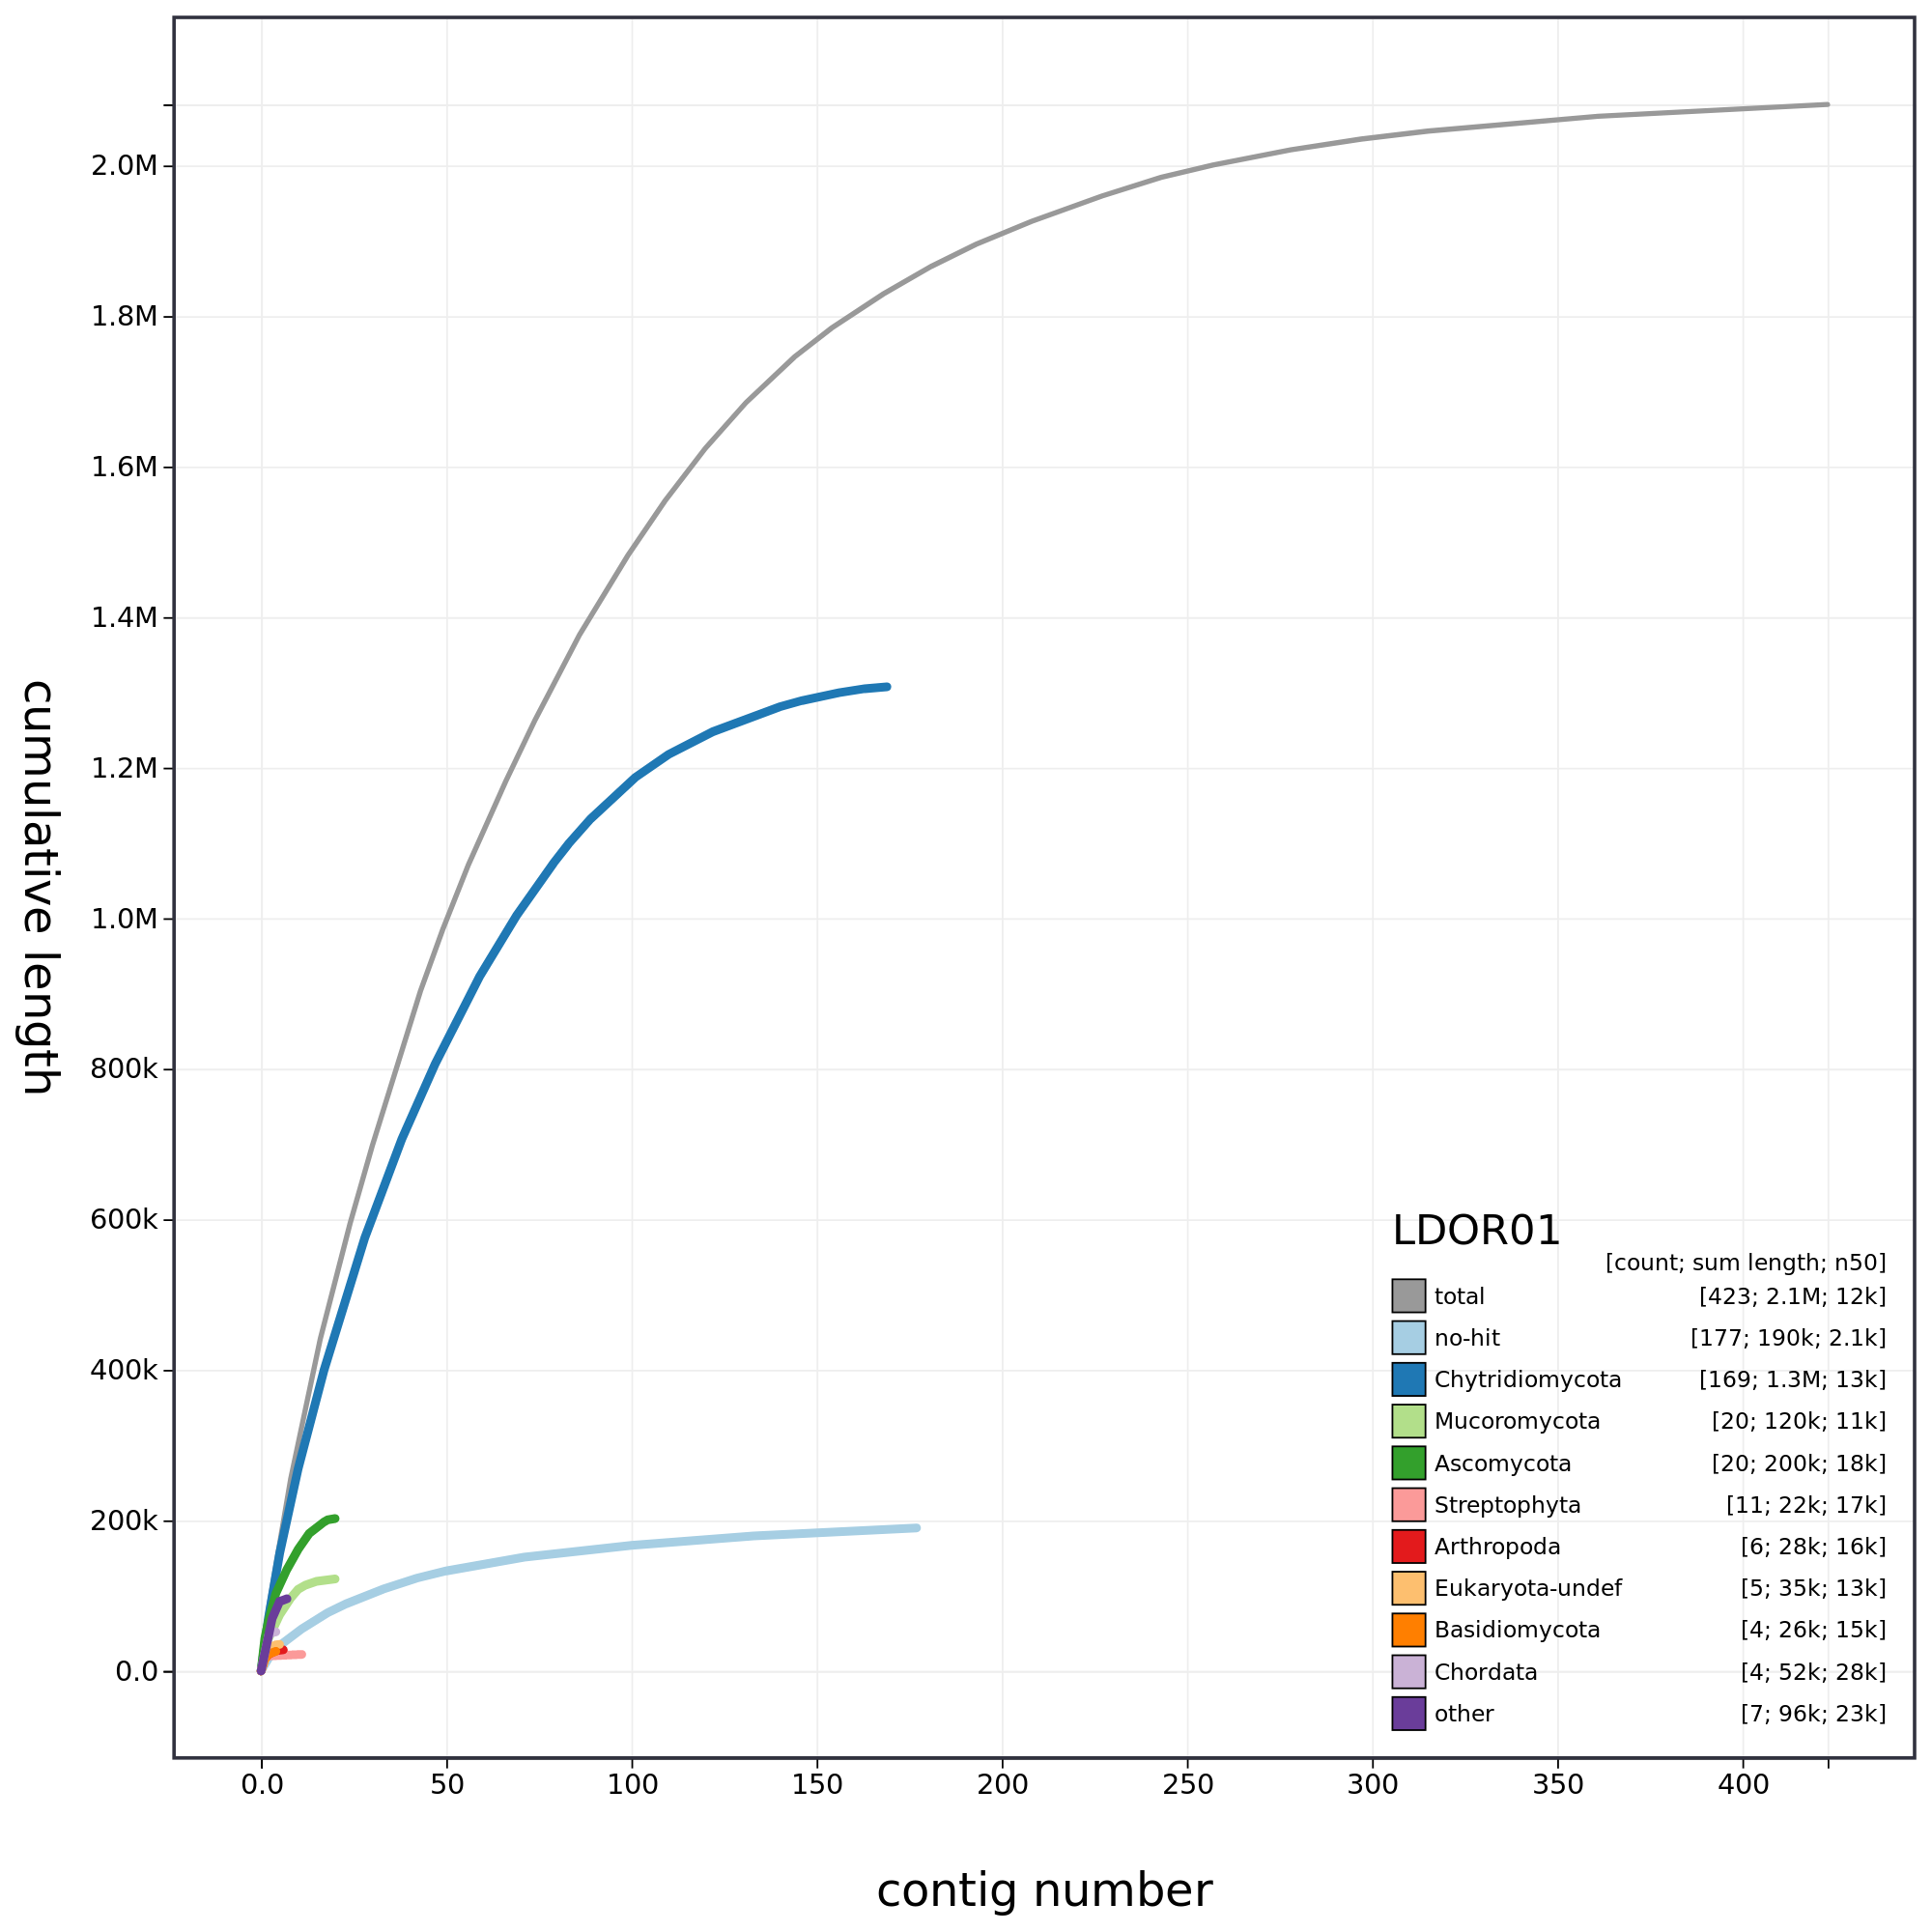 2.0M
1.8M
1.6M
1.4M
1.2M
1.0M
800k
600k
400k
200k
0.0
cumulative length
LDOR01
[count; sum length; n50]
total [423; 2.1M; 12k]
no-hit [177; 190k; 2.1k]
Chytridiomycota [169; 1.3M; 13k]
Mucoromycota [20; 120k; 11k]
Ascomycota [20; 200k; 18k]
Streptophyta [11; 22k; 17k]
Arthropoda [6; 28k; 16k]
Eukaryota-undef [5; 35k; 13k]
Basidiomycota [4; 26k; 15k]
Chordata [4; 52k; 28k]
other [7; 96k; 23k]
0.0 50 100 150 200 250 300 350 400
contig number